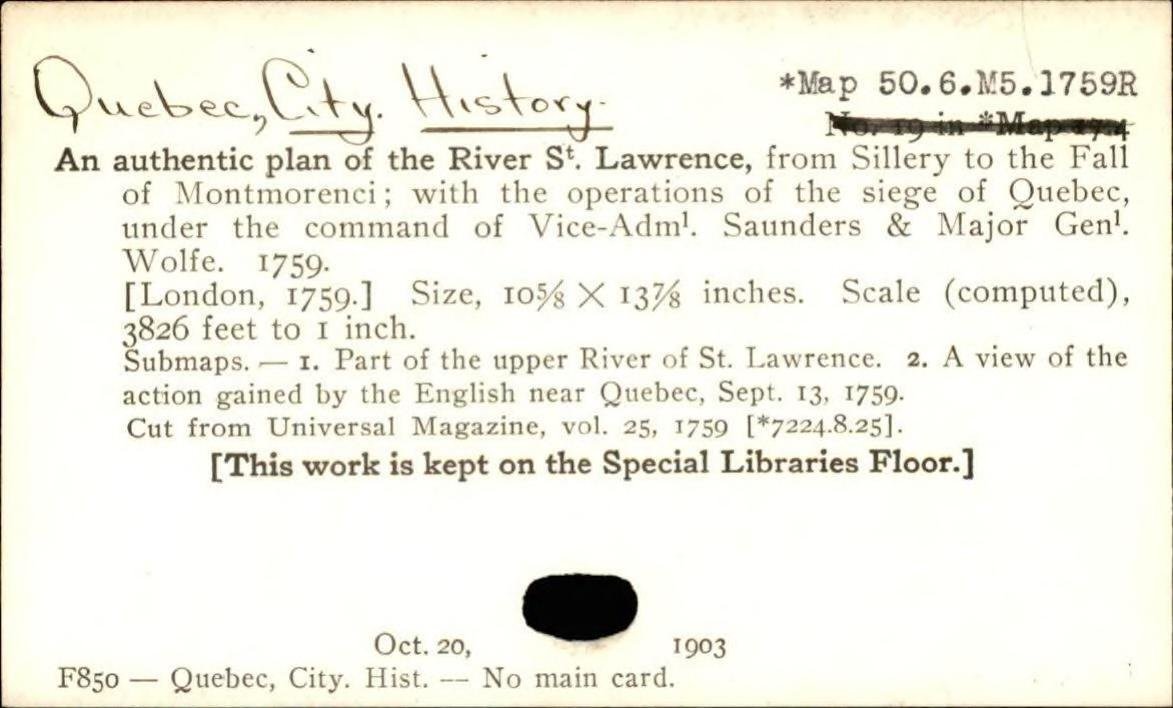 Quebec, City. History.
*Map 50.6.M5.1759R
No. 19 in *Map 17.4
An authentic plan of the River Sᵗ. Lawrence, from Sillery to the Fall
of Montmorenci; with the operations of the siege of Quebec,
under the command of Vice-Adm¹. Saunders & Major Gen¹.
Wolfe. 1759.
[London, 1759.] Size, 10⅝ × 13⅞ inches. Scale (computed),
3826 feet to 1 inch.
Submaps. — 1. Part of the upper River of St. Lawrence. 2. A view of the
action gained by the English near Quebec, Sept. 13, 1759.
Cut from Universal Magazine, vol. 25, 1759 [*7224.8.25].
[This work is kept on the Special Libraries Floor.]
Oct. 20, 1903
F850 — Quebec, City. Hist. — No main card.